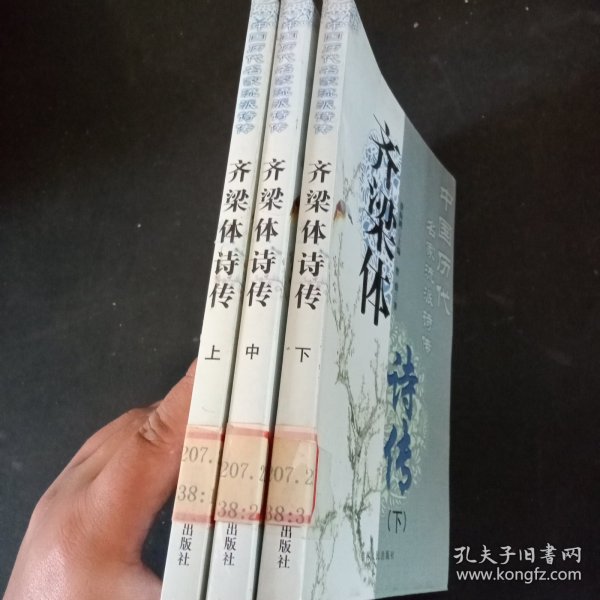 中国历代名家流派诗传
齐梁体诗传
上
207.
38:
出版社
中国历代名家流派诗传
齐梁体诗传
中
207.2
38:2
出版社
中国历代名家流派诗传
齐梁体诗传
下
207.2
38:3
出版社
齐梁体
诗传
(下)
中国历代
名家流派诗传
孔夫子旧书网
www.kongfz.com